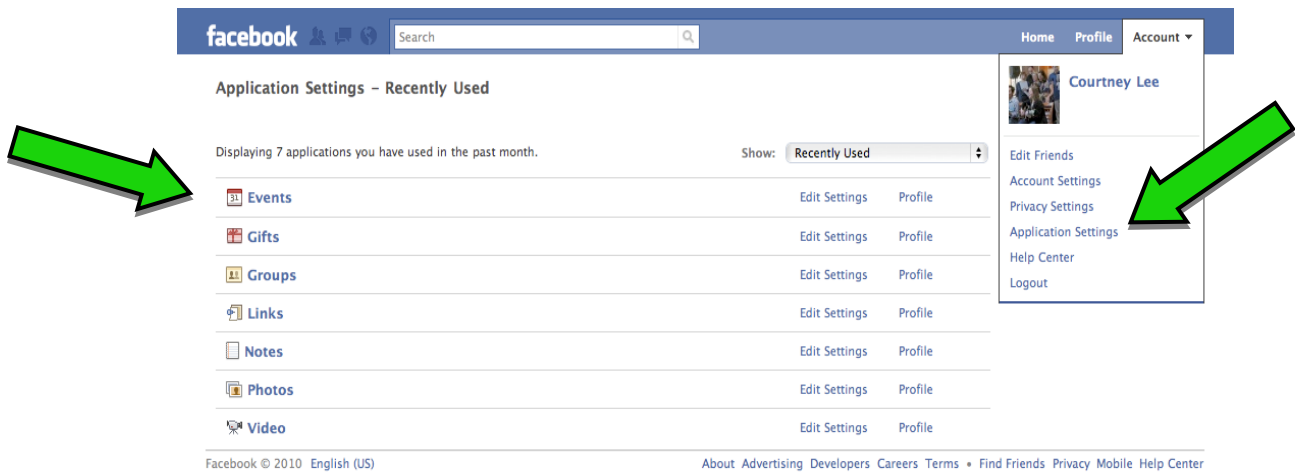 facebook
Search
Home Profile Account
Application Settings – Recently Used
Courtney Lee
Displaying 7 applications you have used in the past month.
Show: Recently Used
Edit Friends
Account Settings
Privacy Settings
Application Settings
Help Center
Logout
31 Events Edit Settings Profile
Gifts Edit Settings Profile
Groups Edit Settings Profile
Links Edit Settings Profile
Notes Edit Settings Profile
Photos Edit Settings Profile
Video Edit Settings Profile
Facebook © 2010 English (US)
About Advertising Developers Careers Terms • Find Friends Privacy Mobile Help Center